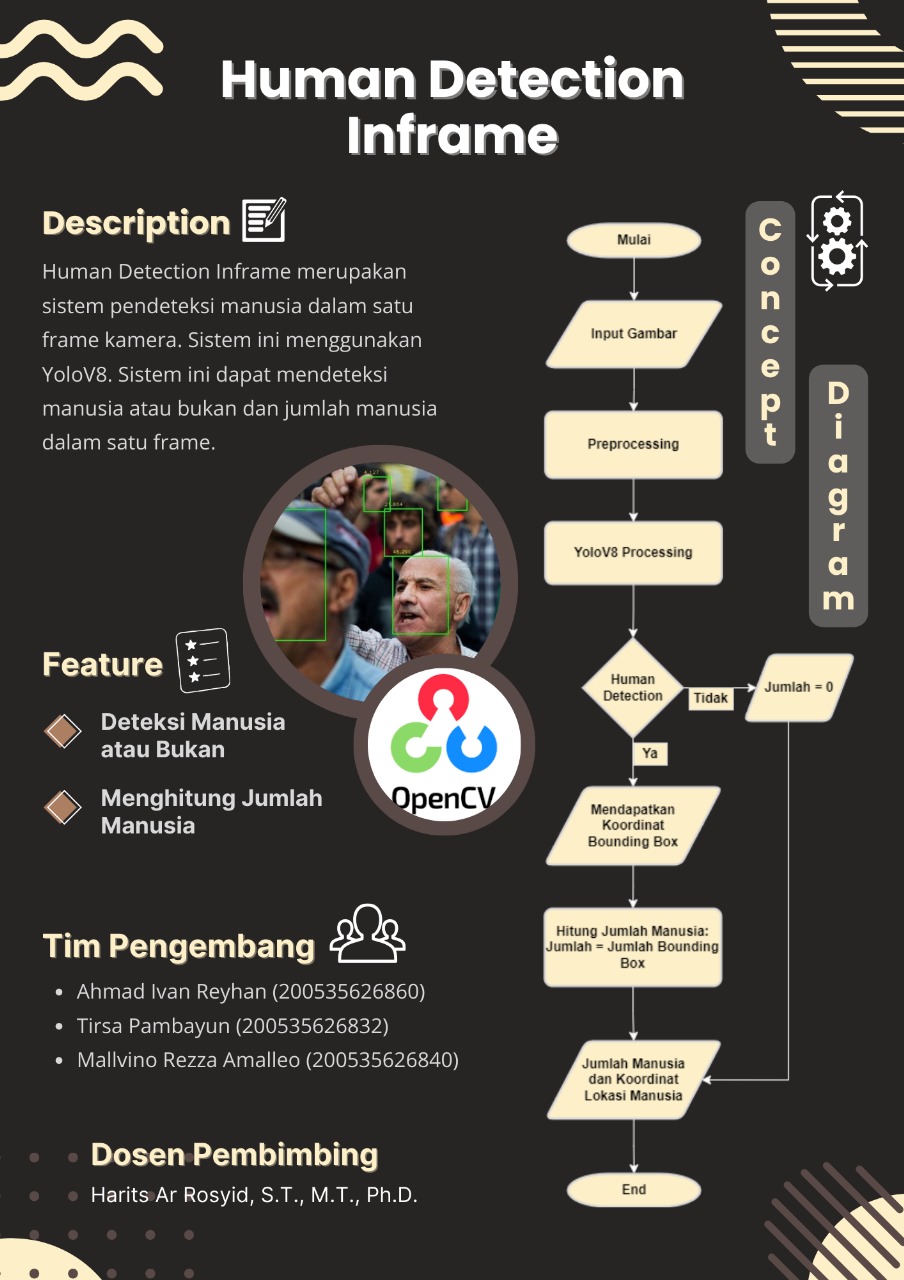 Human Detection
Inframe
Description
Human Detection Inframe merupakan
sistem pendeteksi manusia dalam satu
frame kamera. Sistem ini menggunakan
YoloV8. Sistem ini dapat mendeteksi
manusia atau bukan dan jumlah manusia
dalam satu frame.
OpenCV
Feature
Deteksi Manusia
atau Bukan
Menghitung Jumlah
Manusia
Tim Pengembang
Ahmad Ivan Reyhan (200535626860)
Tirsa Pambayun (200535626832)
Mallvino Rezza Amalleo (200535626840)
Dosen Pembimbing
Harits Ar Rosyid, S.T., M.T., Ph.D.
Concept
Diagram
Mulai
Input Gambar
Preprocessing
YoloV8 Processing
Human
Detection
Tidak
Jumlah = 0
Ya
Mendapatkan
Koordinat
Bounding Box
Hitung Jumlah Manusia:
Jumlah = Jumlah Bounding
Box
Jumlah Manusia
dan Koordinat
Lokasi Manusia
End